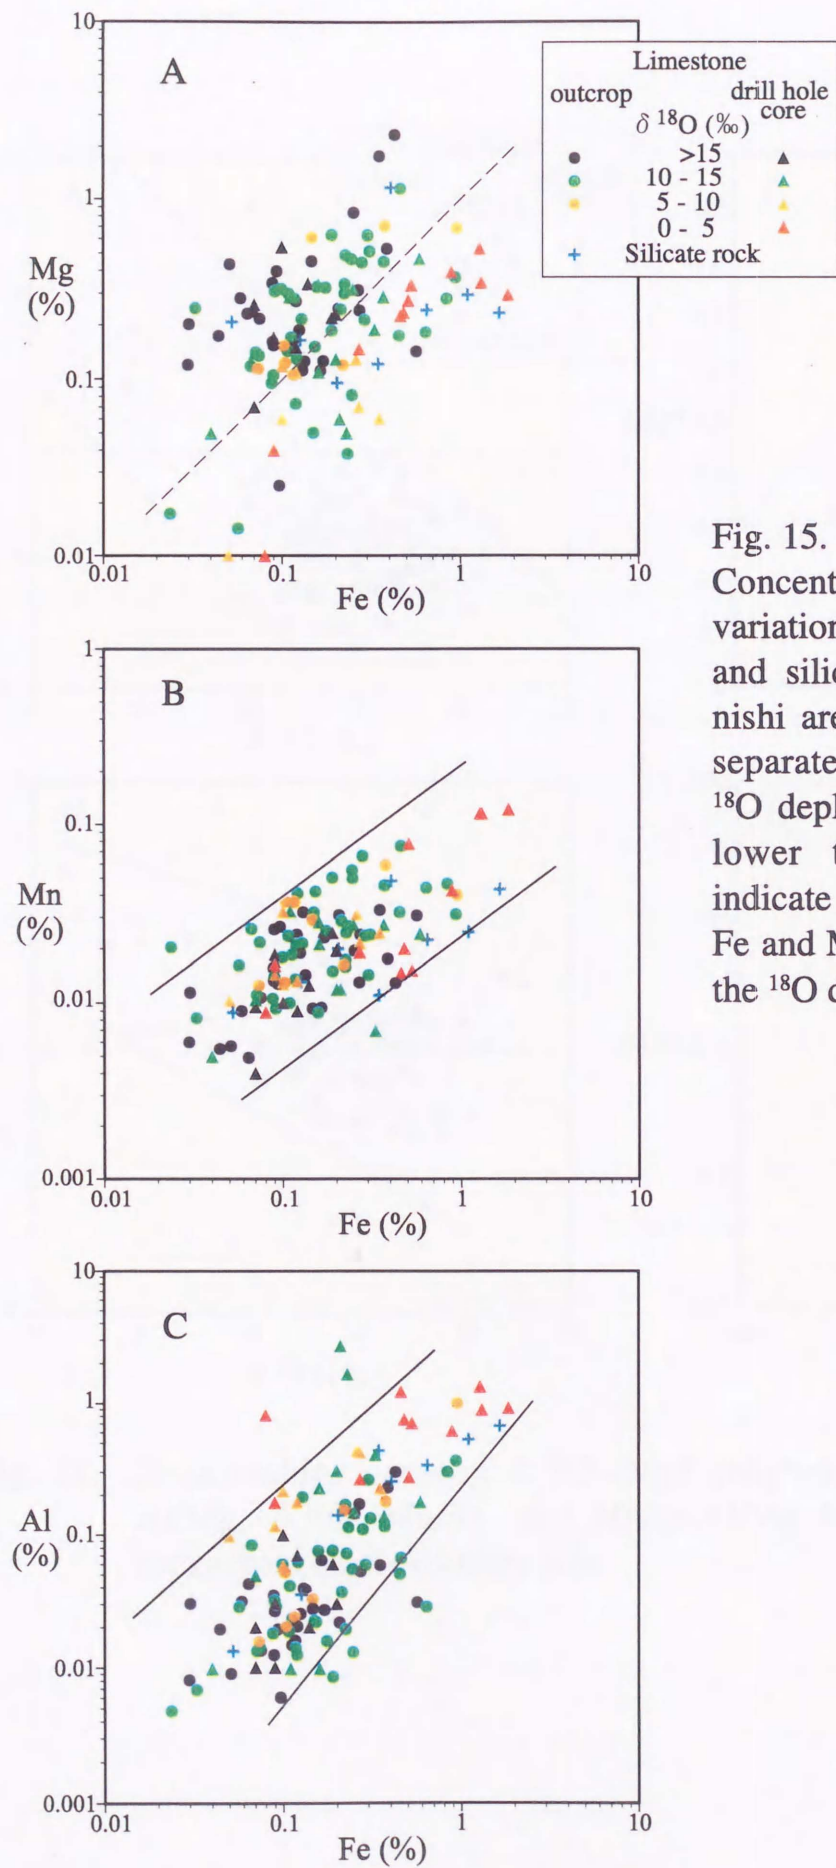 A
10
1
0.1
0.01
Mg
(%)
0.01
0.1
1
10
Fe (%)
Limestone
outcrop
drill hole
core
δ ¹⁸O (‰)
>15
10 - 15
5 - 10
0 - 5
Silicate rock
B
1
0.1
0.01
0.001
Mn
(%)
0.01
0.1
1
10
Fe (%)
C
10
1
0.1
0.01
0.001
Al
(%)
0.01
0.1
1
10
Fe (%)
Fig. 15.
variation
and silic
nishi are
separate
¹⁸O depl
lower t
indicate
Fe and M
the ¹⁸O